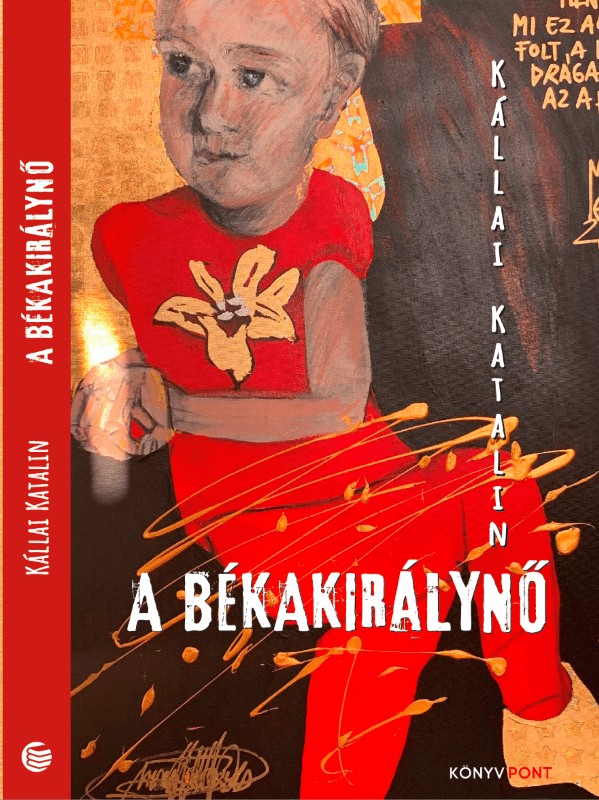 KÁLLAI KATALIN
A BÉKAKIRÁLYNŐ
MI EZ A
FOLT, A
DRÁGA
AZ A
KÁLLAI KATALIN
A BÉKAKIRÁLYNŐ
KÖNYVPONT